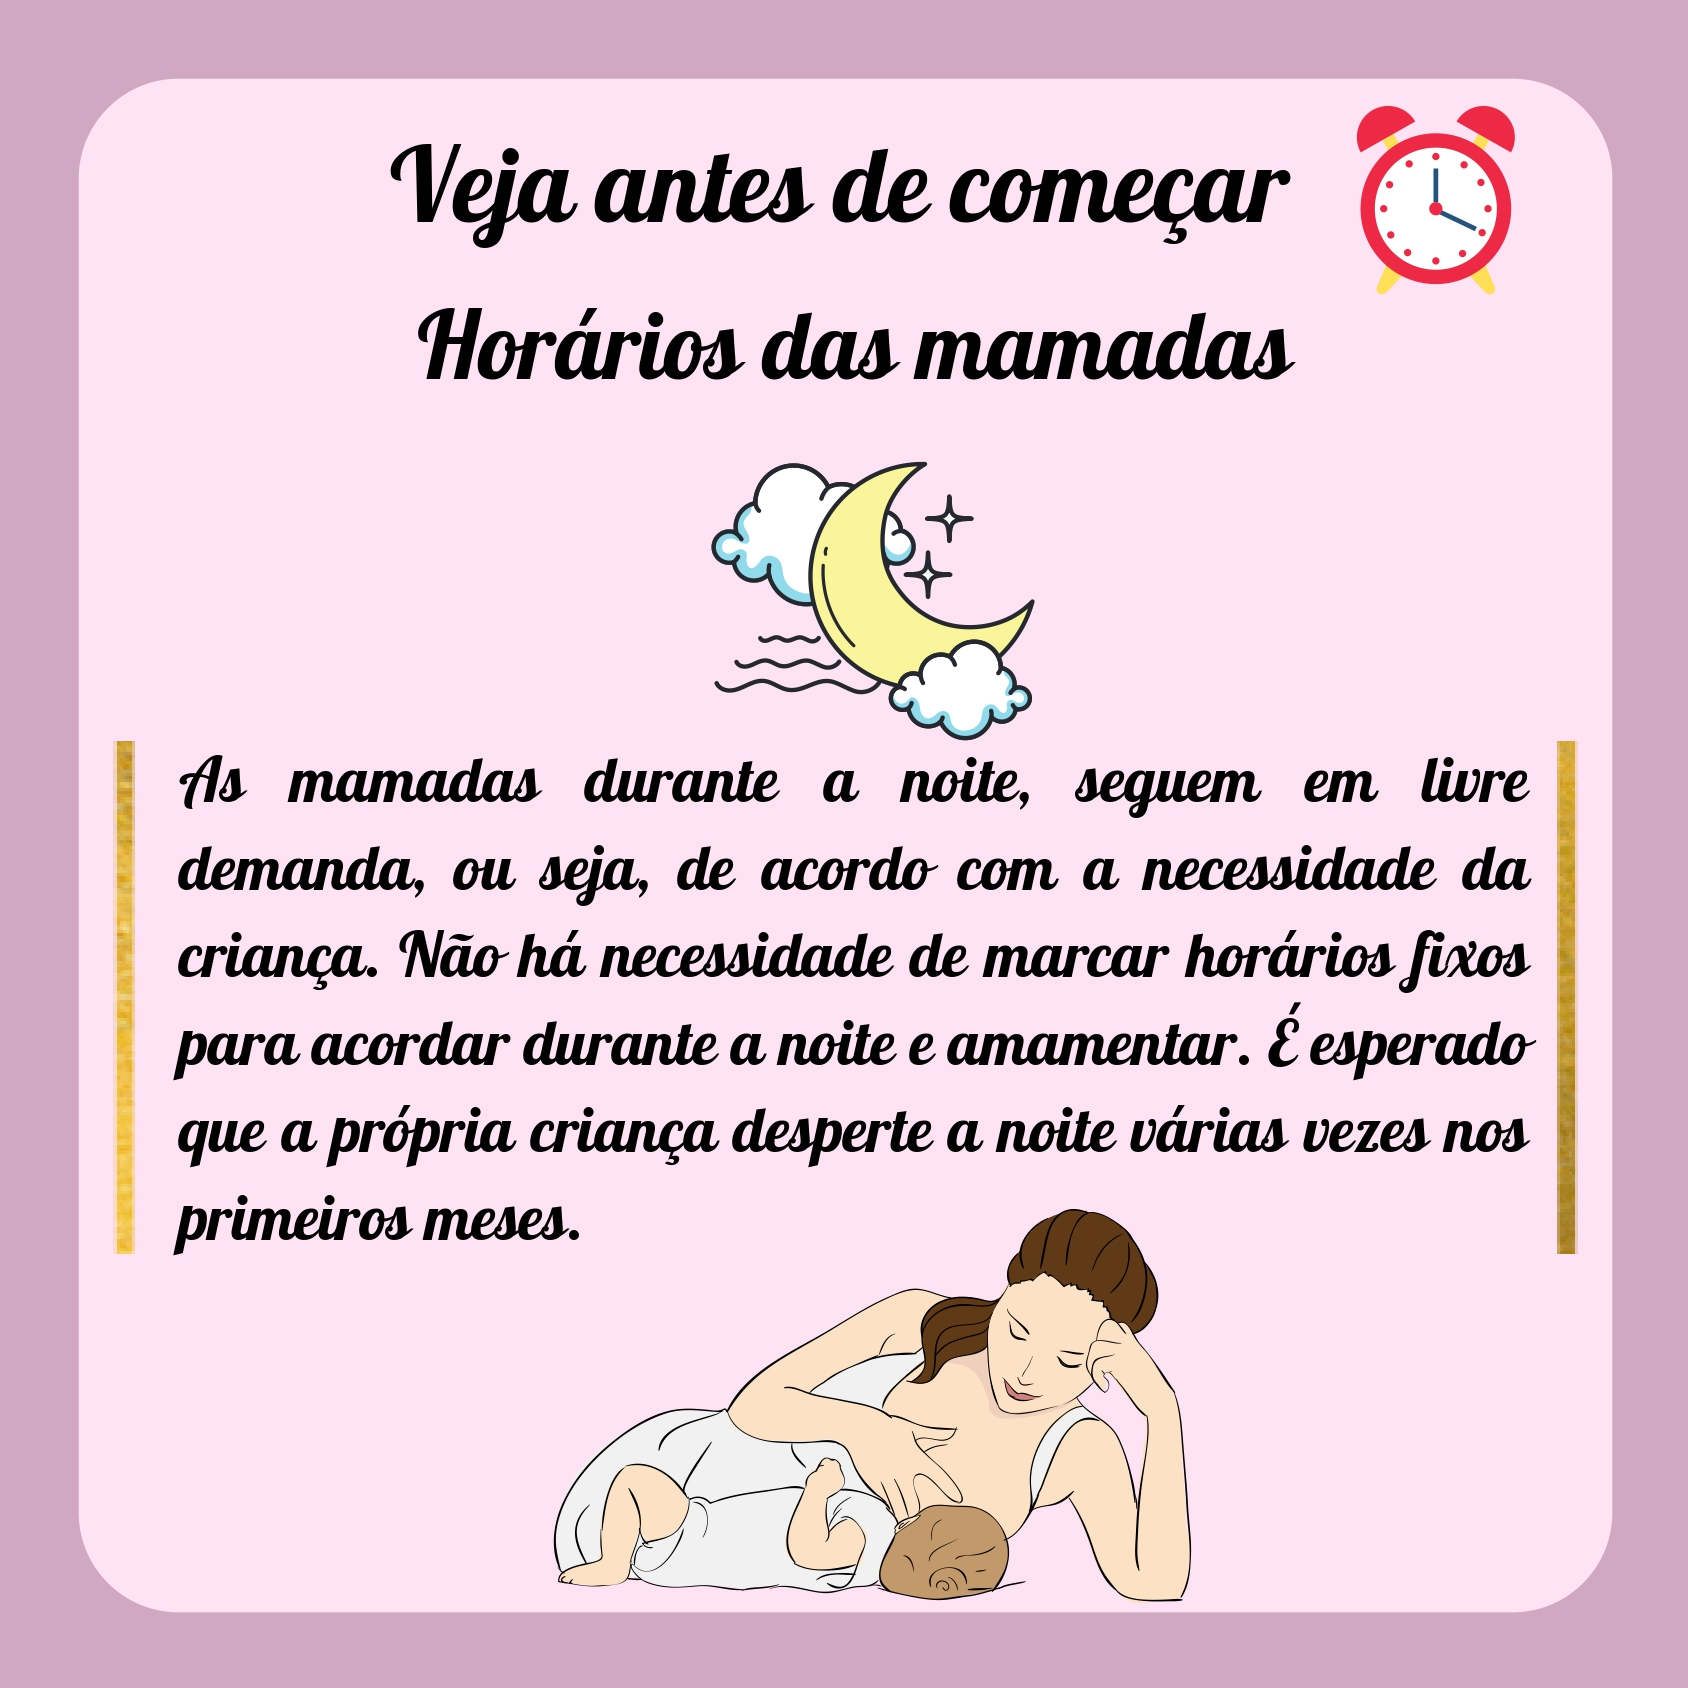 Veja antes de começar
Horários das mamadas
As mamadas durante a noite, seguem em livre
demanda, ou seja, de acordo com a necessidade da
criança. Não há necessidade de marcar horários fixos
para acordar durante a noite e amamentar. É esperado
que a própria criança desperte a noite várias vezes nos
primeiros meses.